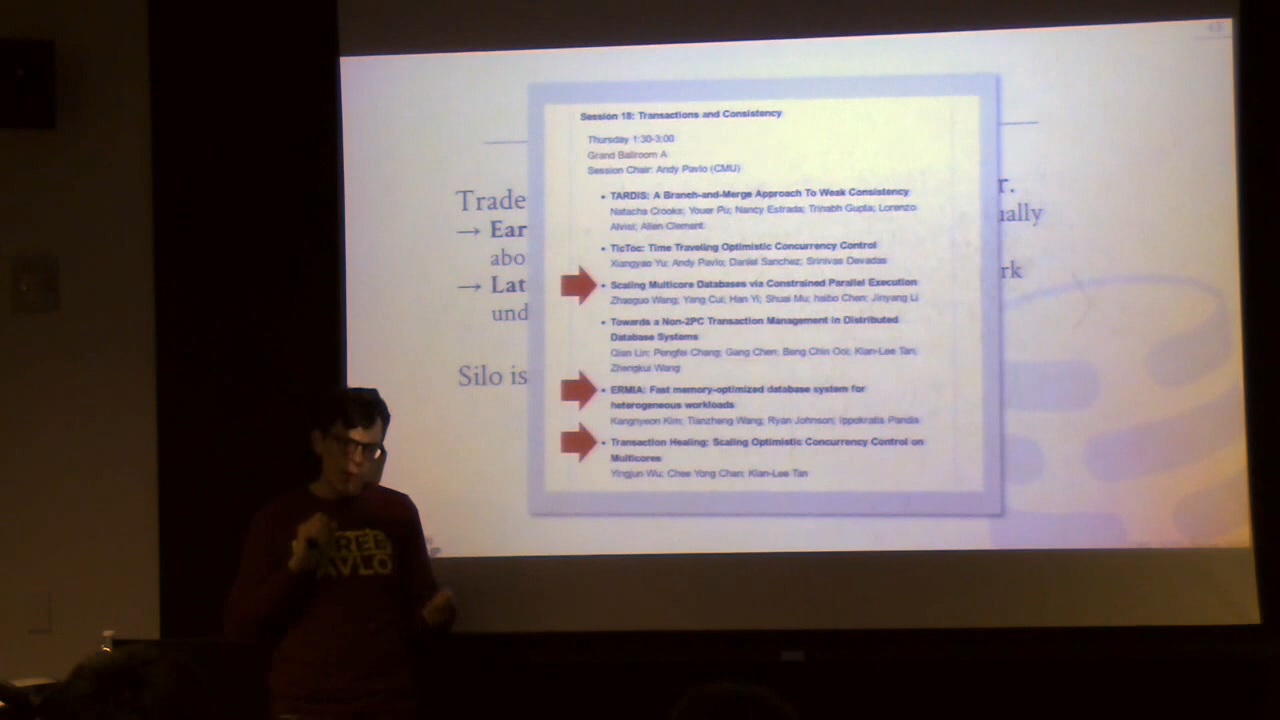 Session 18: Transactions and Consistency
Thursday 1:30-3:00
Grand Ballroom A
Session Chair: Andy Pavlo (CMU)
• TARDiS: A Branch-and-Merge Approach To Weak Consistency
Natacha Crooks; Youer Pu; Nancy Estrada; Trinabh Gupta; Lorenzo
Alvisi; Allen Clement
• TicToc: Time Traveling Optimistic Concurrency Control
Xiangyao Yu; Andy Pavlo; Daniel Sanchez; Srinivas Devadas
• Scaling Multicore Databases via Constrained Parallel Execution
Zhaoguo Wang; Yang Cui; Han Yi; Shuai Mu; haibo Chen; Jinyang Li
• Towards a Non-2PC Transaction Management in Distributed
Database Systems
Qian Lin; Pengfei Chang; Gang Chen; Beng Chin Ooi; Kian-Lee Tan;
Zhengkui Wang
• ERMIA: Fast memory-optimized database system for
heterogeneous workloads
Kangnyeon Kim; Tianzheng Wang; Ryan Johnson; Ippokratis Pandis
• Transaction Healing: Scaling Optimistic Concurrency Control on
Multicores
Yingjun Wu; Chee Yong Chan; Kian-Lee Tan
Trade r.
→ Ear ually
abo
→ Lat rk
und
Silo is
REE
AVLO